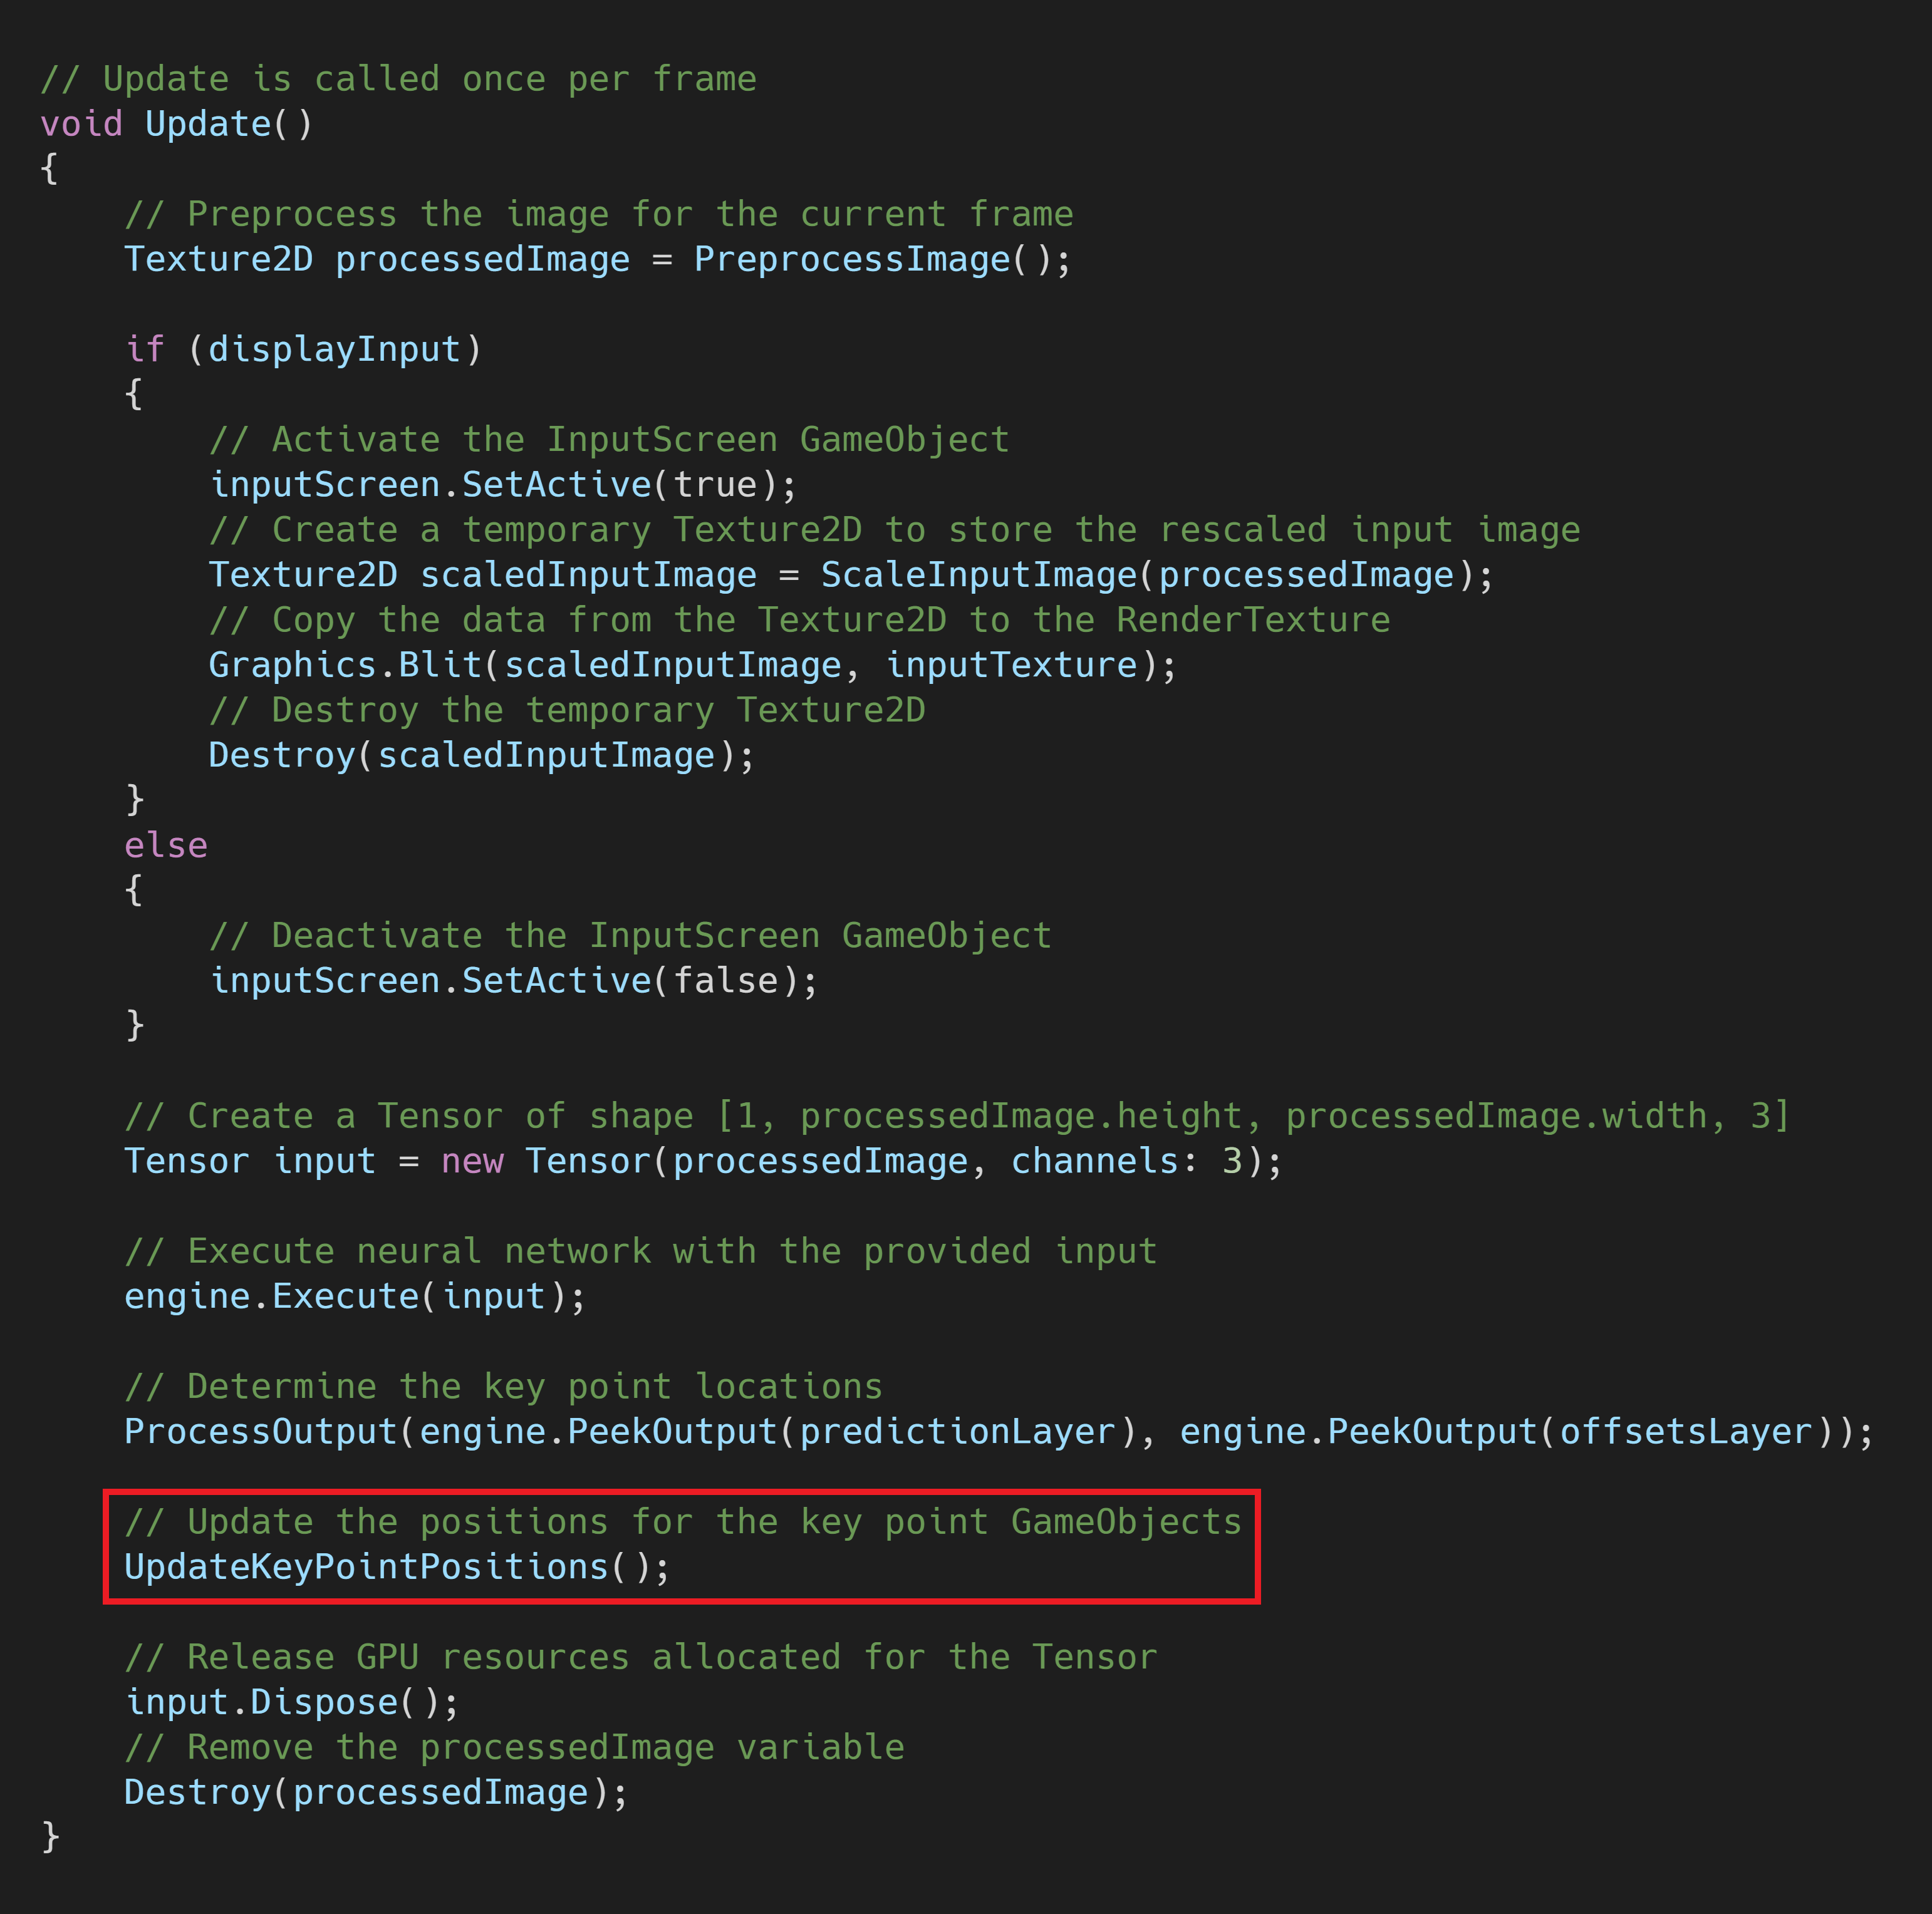 // Update is called once per frame
void Update()
{
    // Preprocess the image for the current frame
    Texture2D processedImage = PreprocessImage();

    if (displayInput)
    {
        // Activate the InputScreen GameObject
        inputScreen.SetActive(true);
        // Create a temporary Texture2D to store the rescaled input image
        Texture2D scaledInputImage = ScaleInputImage(processedImage);
        // Copy the data from the Texture2D to the RenderTexture
        Graphics.Blit(scaledInputImage, inputTexture);
        // Destroy the temporary Texture2D
        Destroy(scaledInputImage);
    }
    else
    {
        // Deactivate the InputScreen GameObject
        inputScreen.SetActive(false);
    }

    // Create a Tensor of shape [1, processedImage.height, processedImage.width, 3]
    Tensor input = new Tensor(processedImage, channels: 3);

    // Execute neural network with the provided input
    engine.Execute(input);

    // Determine the key point locations
    ProcessOutput(engine.PeekOutput(predictionLayer), engine.PeekOutput(offsetsLayer));

    // Update the positions for the key point GameObjects
    UpdateKeyPointPositions();

    // Release GPU resources allocated for the Tensor
    input.Dispose();
    // Remove the processedImage variable
    Destroy(processedImage);
}